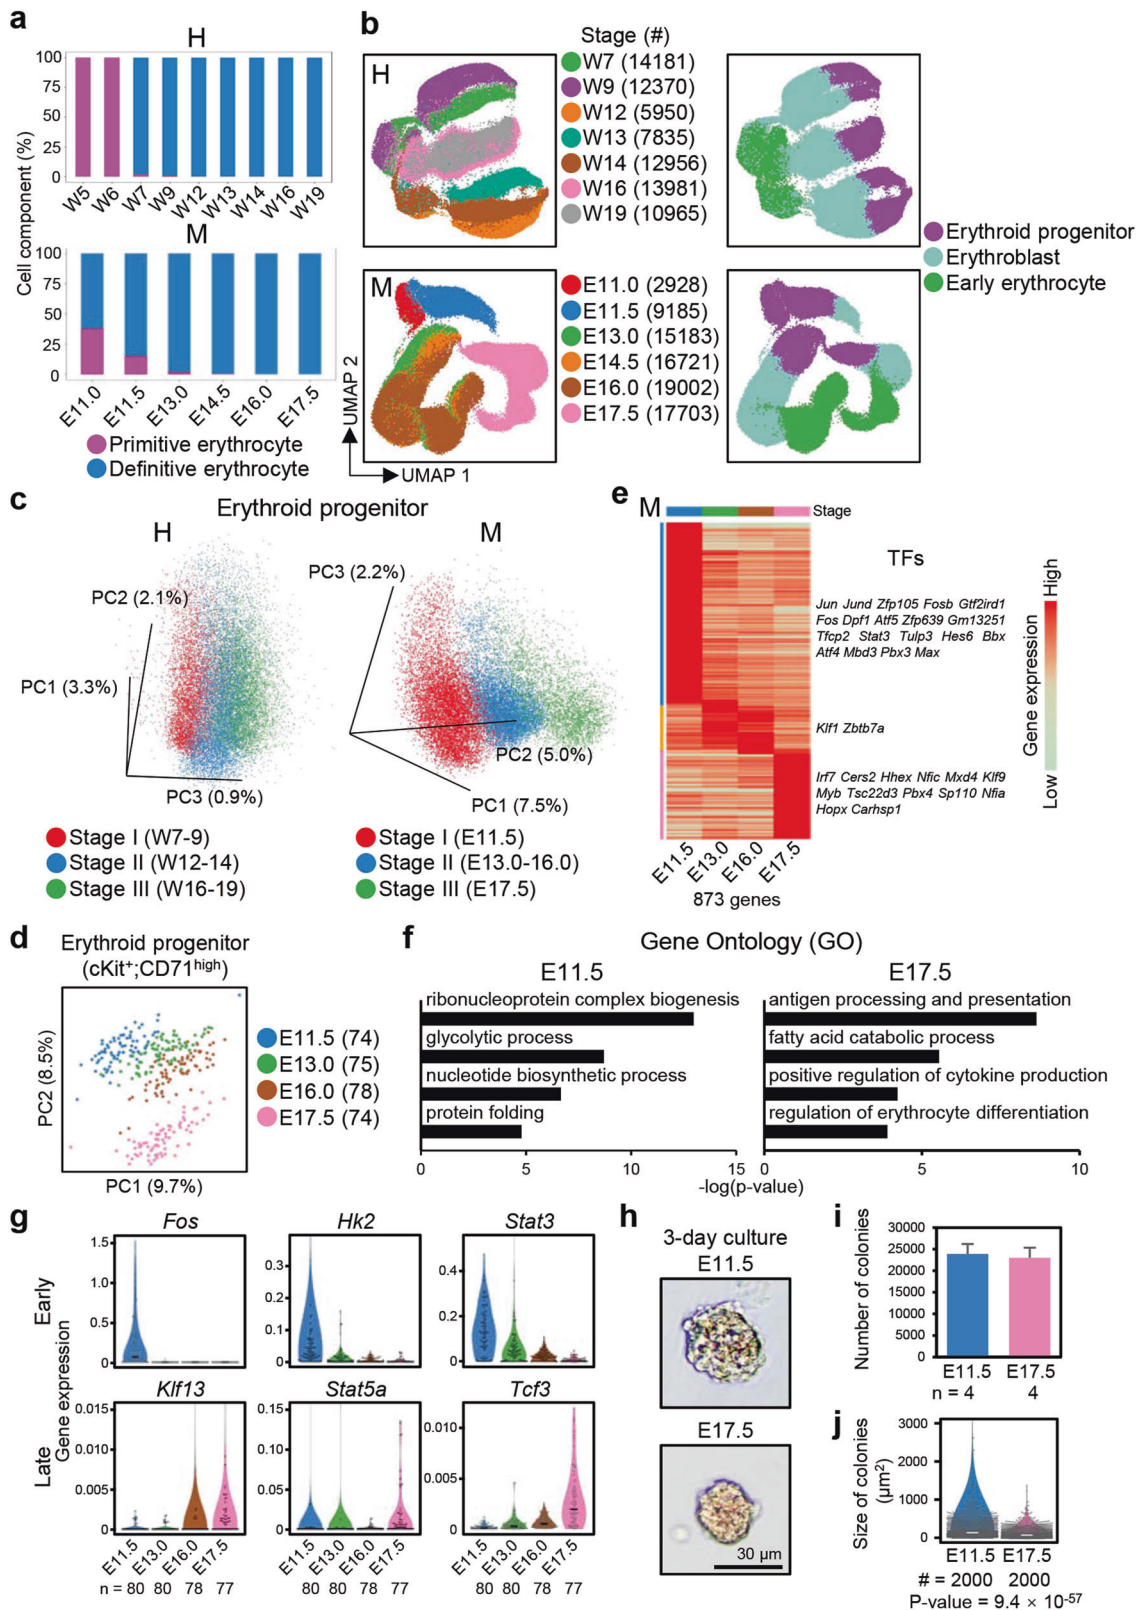 a
H
Cell component (%)
100
75
50
25
0
W5 W6 W7 W9 W12 W13 W14 W16 W19
M
100
75
50
25
0
E11.0 E11.5 E13.0 E14.5 E16.0 E17.5
Primitive erythrocyte
Definitive erythrocyte
b
H
Stage (#)
W7 (14181)
W9 (12370)
W12 (5950)
W13 (7835)
W14 (12956)
W16 (13981)
W19 (10965)
Erythroid progenitor
Erythroblast
Early erythrocyte
M
E11.0 (2928)
E11.5 (9185)
E13.0 (15183)
E14.5 (16721)
E16.0 (19002)
E17.5 (17703)
UMAP 2
UMAP 1
c
Erythroid progenitor
H
PC2 (2.1%)
PC1 (3.3%)
PC3 (0.9%)
Stage I (W7-9)
Stage II (W12-14)
Stage III (W16-19)
M
PC3 (2.2%)
PC2 (5.0%)
PC1 (7.5%)
Stage I (E11.5)
Stage II (E13.0-16.0)
Stage III (E17.5)
e
M
Stage
TFs
Jun Jund Zfp105 Fosb Gtf2ird1
Fos Dpf1 Atf5 Zfp639 Gm13251
Tfcp2 Stat3 Tulp3 Hes6 Bbx
Atf4 Mbd3 Pbx3 Max
Klf1 Zbtb7a
Irf7 Cers2 Hhex Nfic Mxd4 Klf9
Myb Tsc22d3 Pbx4 Sp110 Nfia
Hopx Carhsp1
High
Gene expression
Low
E11.5 E13.0 E16.0 E17.5
873 genes
d
Erythroid progenitor
(cKit+;CD71high)
PC2 (8.5%)
PC1 (9.7%)
E11.5 (74)
E13.0 (75)
E16.0 (78)
E17.5 (74)
f
Gene Ontology (GO)
E11.5
ribonucleoprotein complex biogenesis
glycolytic process
nucleotide biosynthetic process
protein folding
0 5 10 15
E17.5
antigen processing and presentation
fatty acid catabolic process
positive regulation of cytokine production
regulation of erythrocyte differentiation
0 5 10
-log(p-value)
g
Early
Late
Gene expression
Fos
1.5
1.0
0.5
0
Hk2
0.3
0.2
0.1
0
Stat3
0.4
0.2
0
Klf13
0.015
0.010
0.005
0
Stat5a
0.15
0.10
0.05
0
Tcf3
0.010
0.005
0
E11.5 E13.0 E16.0 E17.5
n = 80 80 78 77
E11.5 E13.0 E16.0 E17.5
80 80 78 77
E11.5 E13.0 E16.0 E17.5
80 80 78 77
h
3-day culture
E11.5
E17.5
30 μm
i
Number of colonies
30000
25000
20000
15000
10000
5000
0
E11.5 E17.5
n = 4 4
j
Size of colonies
(μm2)
3000
2000
1000
0
E11.5 E17.5
# = 2000 2000
P-value = 9.4 × 10-57